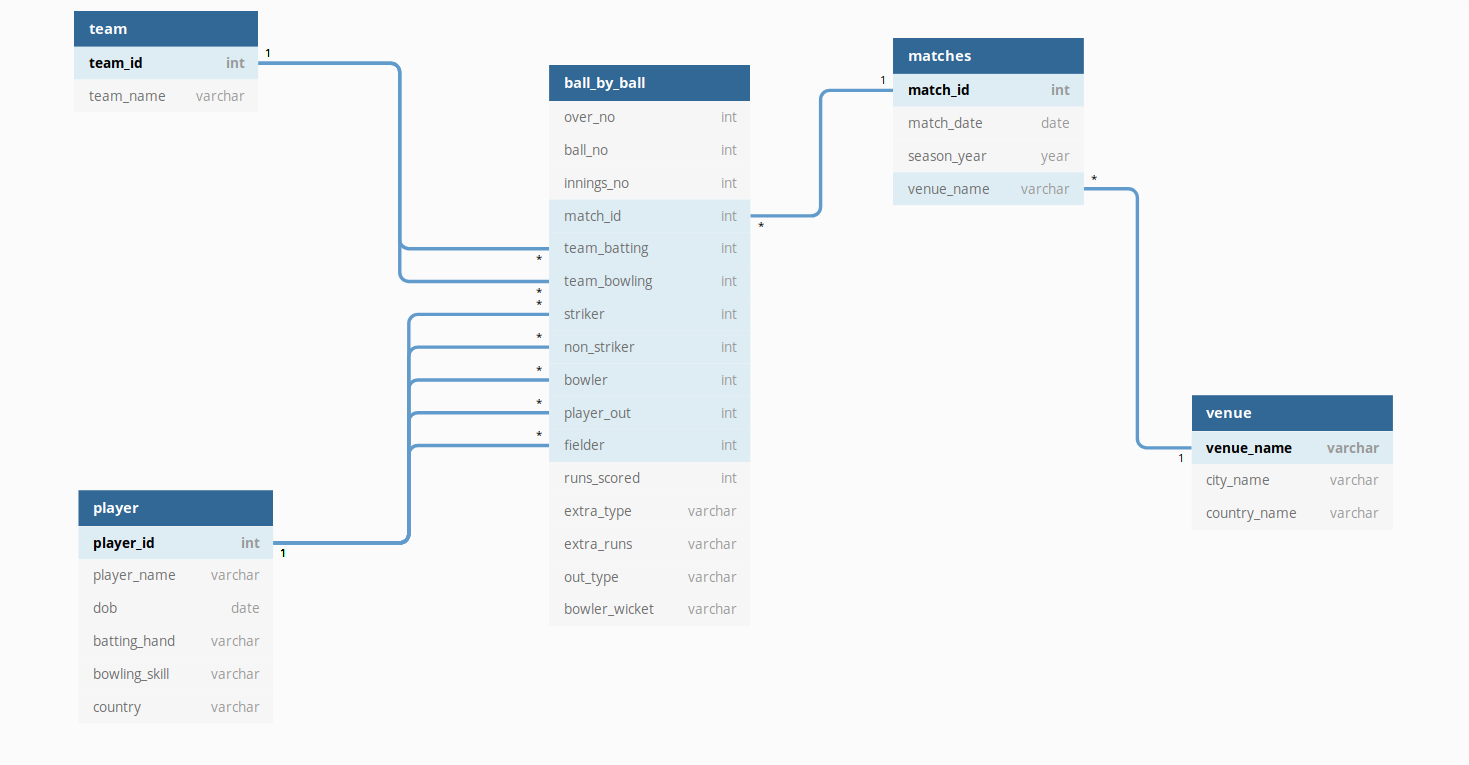 team
team_id int
team_name varchar
1
ball_by_ball
over_no int
ball_no int
innings_no int
match_id int
team_batting int
team_bowling int
striker int
non_striker int
bowler int
player_out int
fielder int
runs_scored int
extra_type varchar
extra_runs varchar
out_type varchar
bowler_wicket varchar
*
*
*
*
*
*
*
*
matches
match_id int
match_date date
season_year year
venue_name varchar
1
*
venue
venue_name varchar
city_name varchar
country_name varchar
1
player
player_id int
player_name varchar
dob date
batting_hand varchar
bowling_skill varchar
country varchar
1